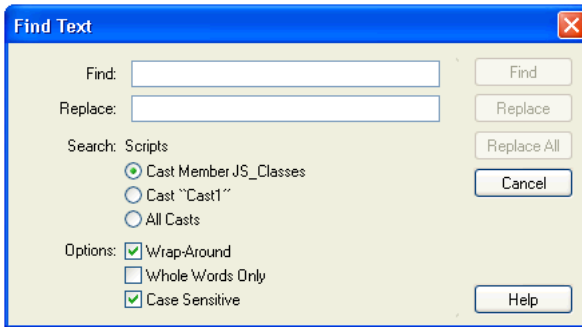 Find Text
Find:
Find
Replace:
Replace
Search: Scripts
Replace All
Cast Member JS_Classes
Cancel
Cast ``Cast1´´
All Casts
Options: Wrap-Around
Whole Words Only
Case Sensitive
Help